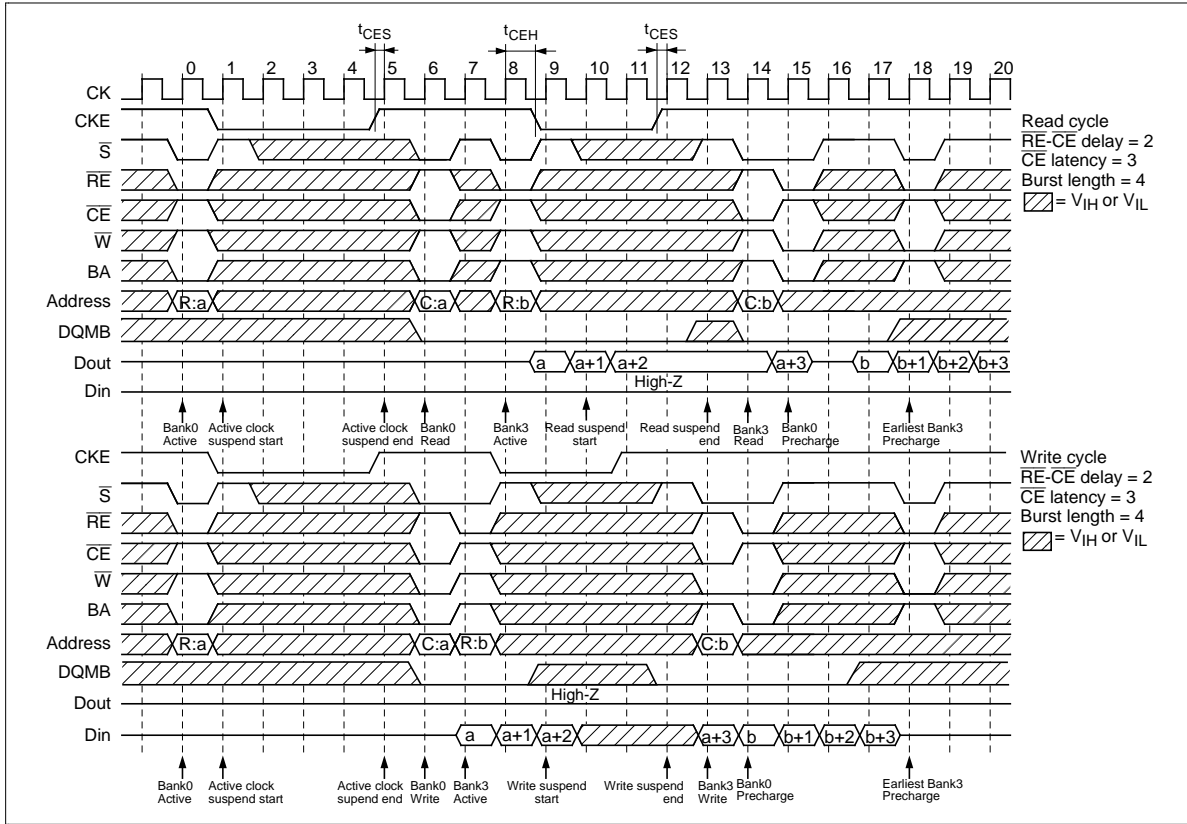 tCES
tCEH
tCES
0 1 2 3 4 5 6 7 8 9 10 11 12 13 14 15 16 17 18 19 20
CK
CKE
S
RE
CE
W
BA
Address R:a C:a R:b C:b
DQMB
Dout a a+1 a+2 a+3 b b+1 b+2 b+3
High-Z
Din
Read cycle
RE-CE delay = 2
CE latency = 3
Burst length = 4
= VIH or VIL
Bank0
Active
Active clock
suspend start
Active clock
suspend end
Bank0
Read
Bank3
Active
Read suspend
start
Read suspend
end
Bank3
Read
Bank0
Precharge
Earliest Bank3
Precharge
CKE
S
RE
CE
W
BA
Address R:a C:a R:b C:b
DQMB
High-Z
Dout
Din a a+1 a+2 a+3 b b+1 b+2 b+3
Write cycle
RE-CE delay = 2
CE latency = 3
Burst length = 4
= VIH or VIL
Bank0
Active
Active clock
suspend start
Active clock
supend end
Bank0
Write
Bank3
Active
Write suspend
start
Write suspend
end
Bank3
Write
Bank0
Precharge
Earliest Bank3
Precharge